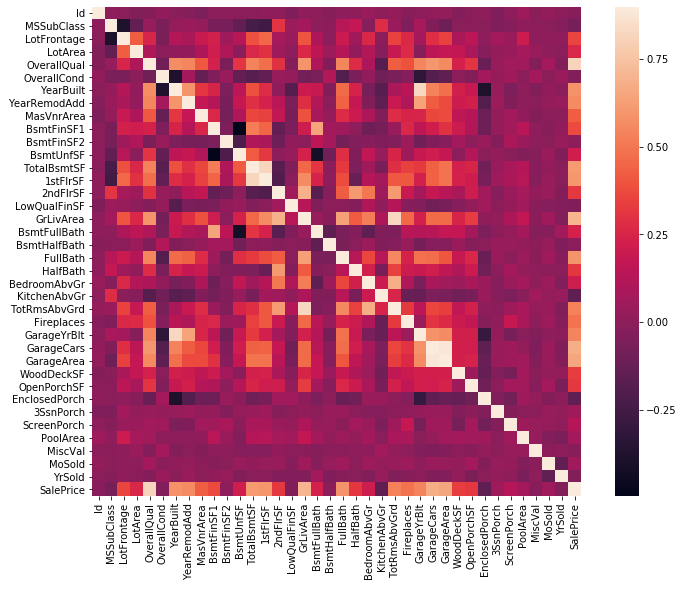 Id
MSSubClass
LotFrontage
LotArea
OverallQual
OverallCond
YearBuilt
YearRemodAdd
MasVnrArea
BsmtFinSF1
BsmtFinSF2
BsmtUnfSF
TotalBsmtSF
1stFlrSF
2ndFlrSF
LowQualFinSF
GrLivArea
BsmtFullBath
BsmtHalfBath
FullBath
HalfBath
BedroomAbvGr
KitchenAbvGr
TotRmsAbvGrd
Fireplaces
GarageYrBlt
GarageCars
GarageArea
WoodDeckSF
OpenPorchSF
EnclosedPorch
3SsnPorch
ScreenPorch
PoolArea
MiscVal
MoSold
YrSold
SalePrice
Id
MSSubClass
LotFrontage
LotArea
OverallQual
OverallCond
YearBuilt
YearRemodAdd
MasVnrArea
BsmtFinSF1
BsmtFinSF2
BsmtUnfSF
TotalBsmtSF
1stFlrSF
2ndFlrSF
LowQualFinSF
GrLivArea
BsmtFullBath
BsmtHalfBath
FullBath
HalfBath
BedroomAbvGr
KitchenAbvGr
TotRmsAbvGrd
Fireplaces
GarageYrBlt
GarageCars
GarageArea
WoodDeckSF
OpenPorchSF
EnclosedPorch
3SsnPorch
ScreenPorch
PoolArea
MiscVal
MoSold
YrSold
SalePrice
0.75
0.50
0.25
0.00
−0.25